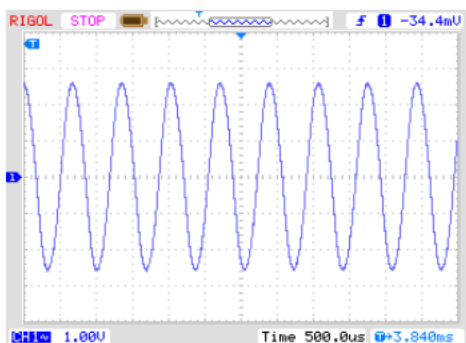 RIGOL STOP T f 1 -34.4mV
T
1
CH1~ 1.00V Time 500.0us T→3.840ms